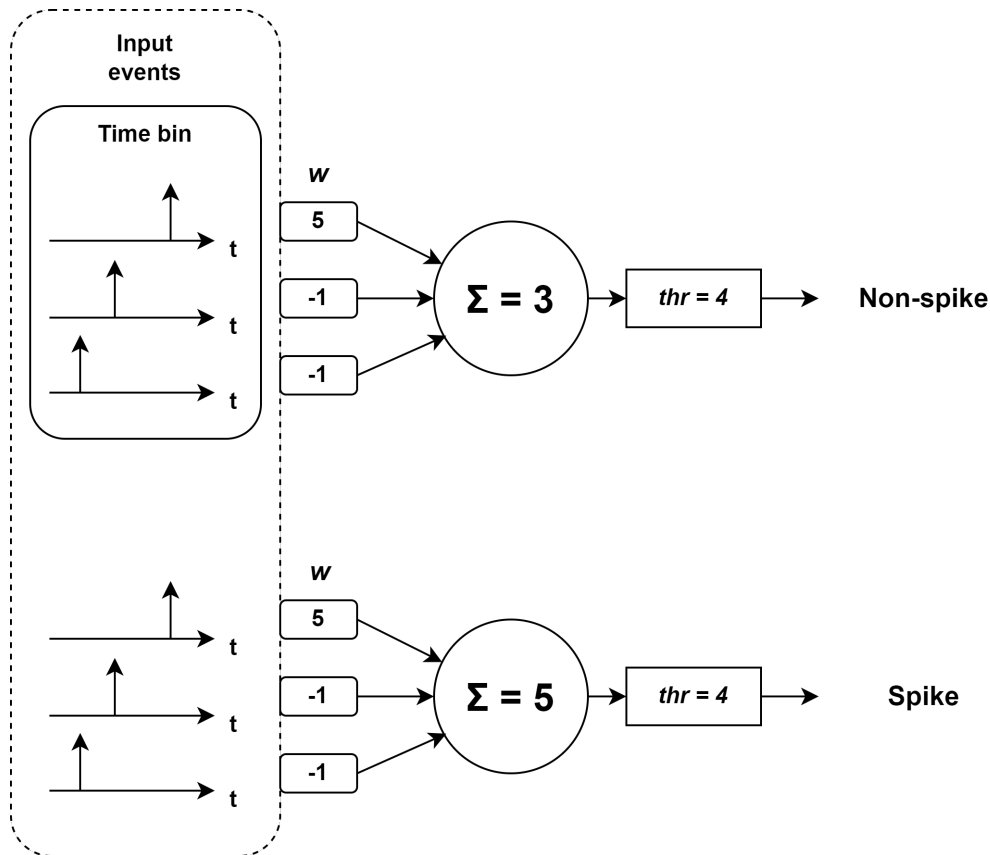 Input
events
Time bin
t
t
t
w
5
-1
-1
Σ = 3
thr = 4
Non-spike
t
t
t
w
5
-1
-1
Σ = 5
thr = 4
Spike